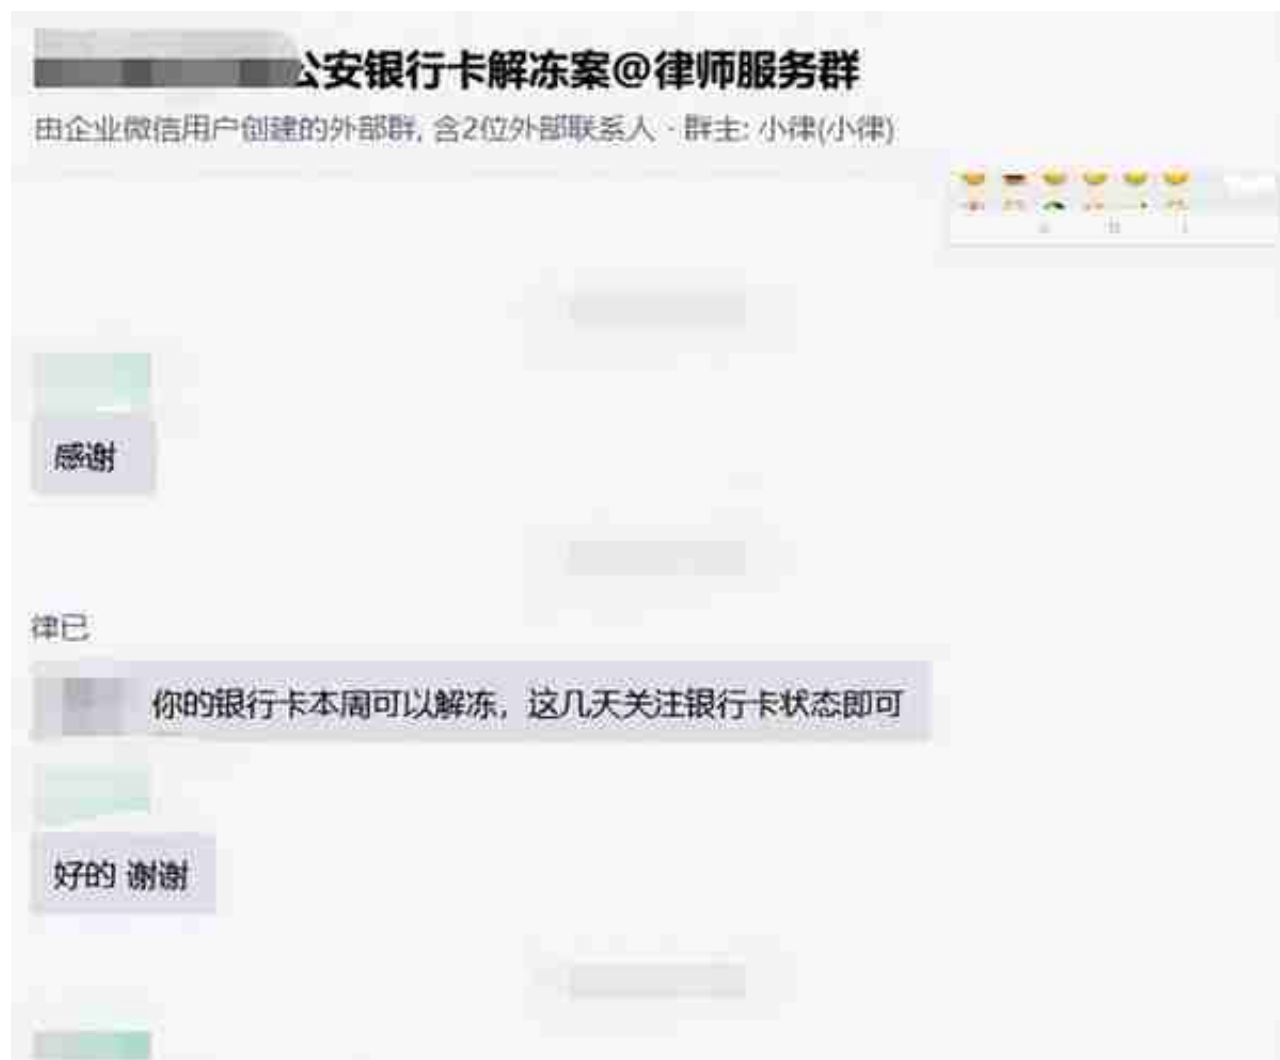 公安银行卡解冻案@律师服务群
由企业微信用户创建的外部群, 含2位外部联系人 · 群主: 小律(小律)
感谢
律已
你的银行卡本周可以解冻，这几天关注银行卡状态即可
好的 谢谢